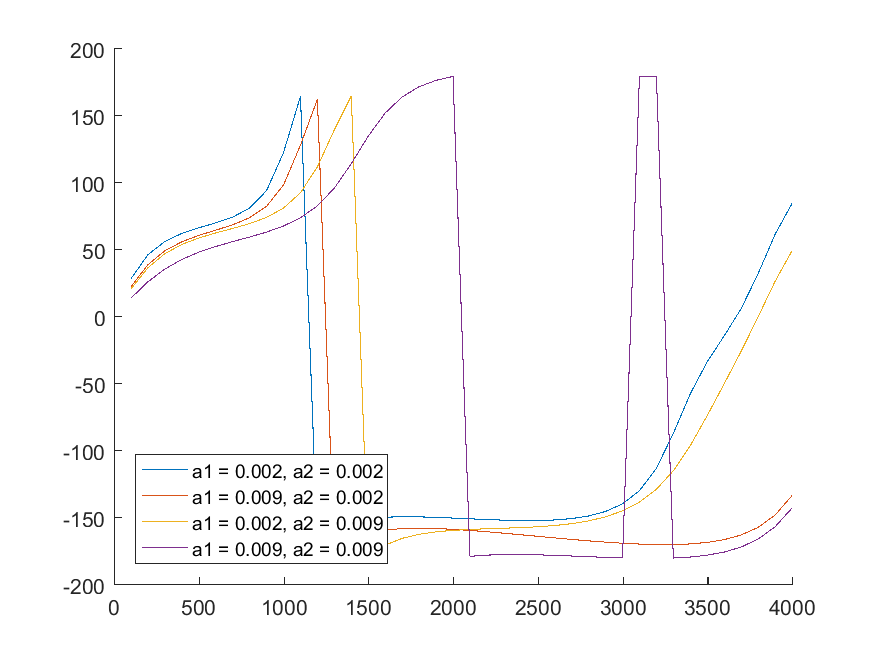 200
150
100
50
0
-50
-100
-150
-200
a1 = 0.002, a2 = 0.002
a1 = 0.009, a2 = 0.002
a1 = 0.002, a2 = 0.009
a1 = 0.009, a2 = 0.009
0 500 1000 1500 2000 2500 3000 3500 4000